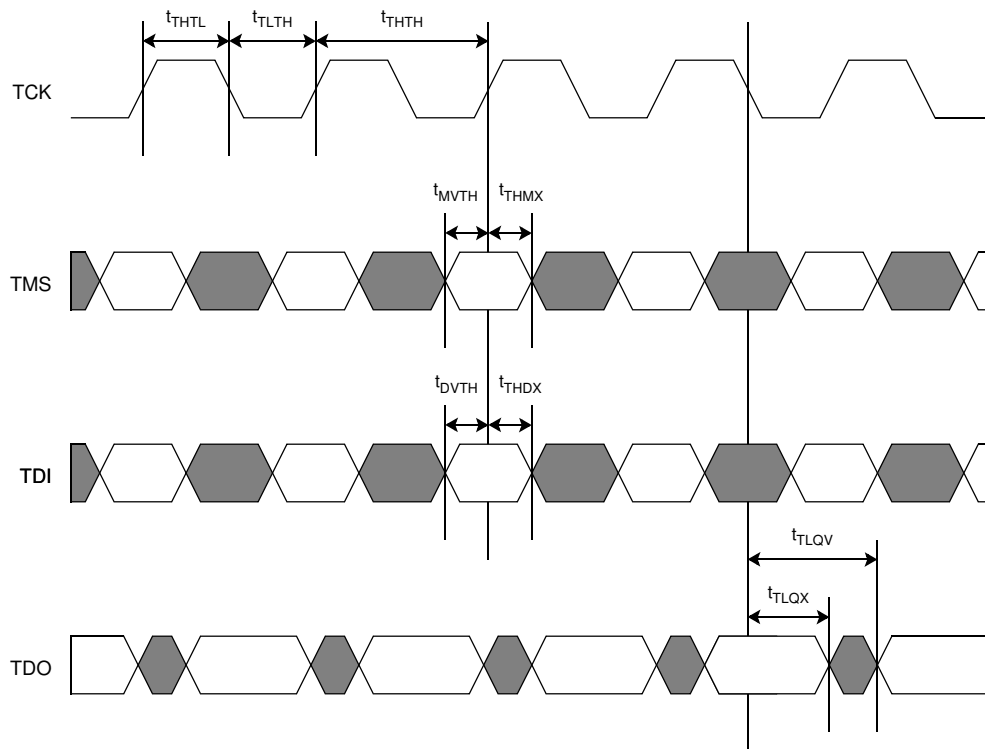 tTHTL tTLTH tTHTH
TCK
tMVTH tTHMX
TMS
tDVTH tTHDX
TDI
tTLQV
tTLQX
TDO